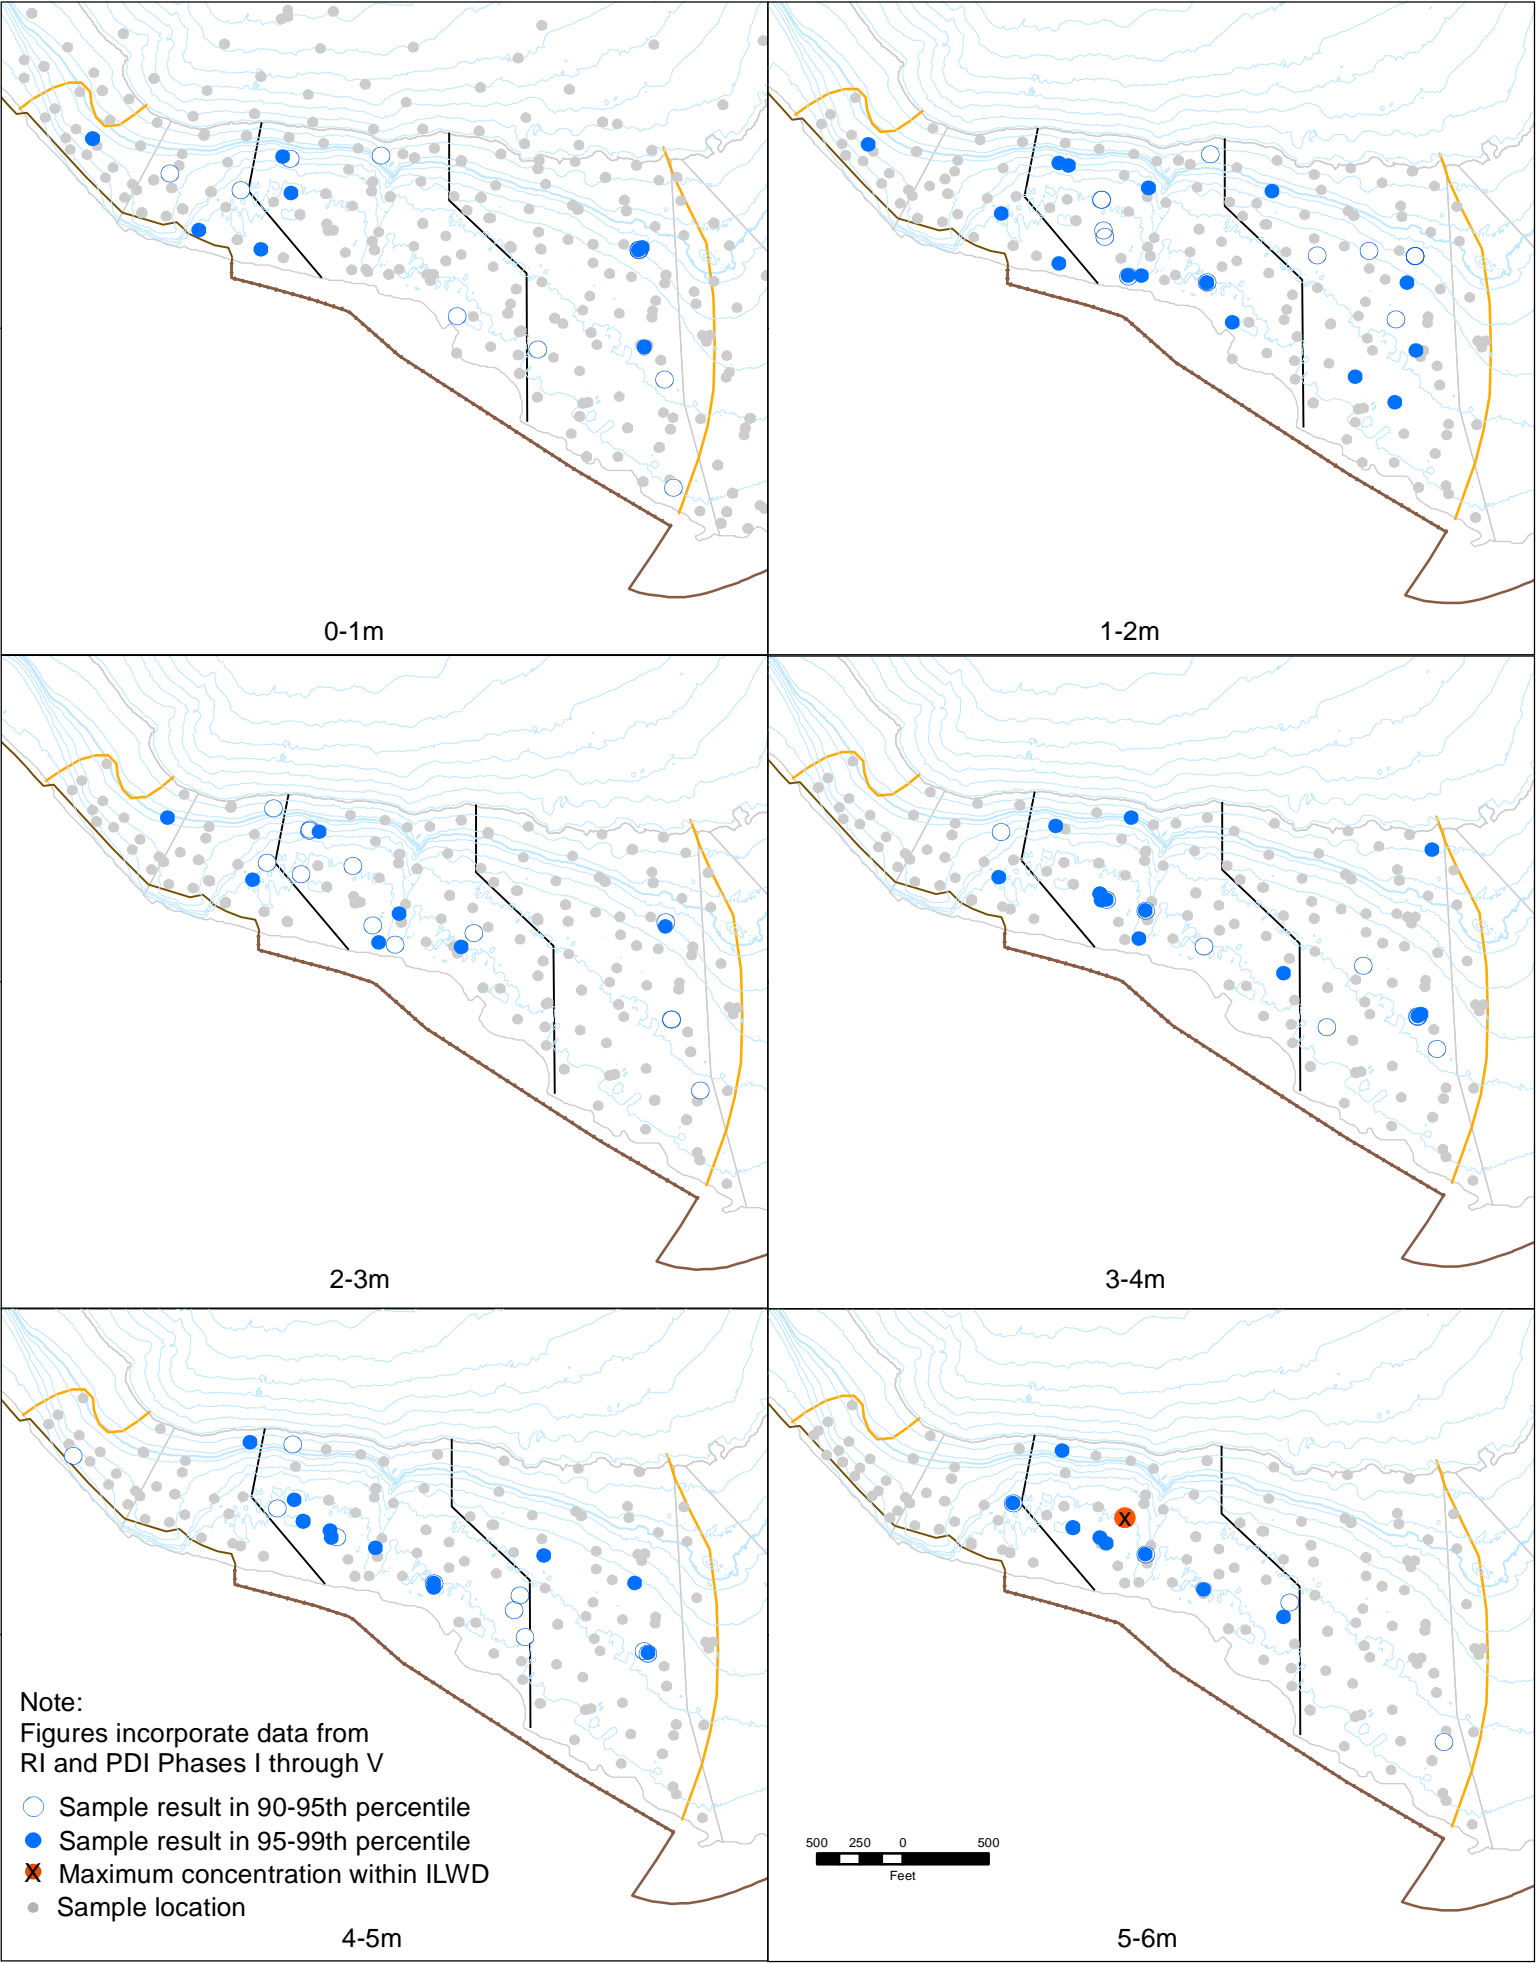 0-1m
1-2m
2-3m
3-4m
Note:
Figures incorporate data from
RI and PDI Phases I through V
Sample result in 90-95th percentile
Sample result in 95-99th percentile
X Maximum concentration within ILWD
Sample location
4-5m
X
500 250 0 500
Feet
5-6m